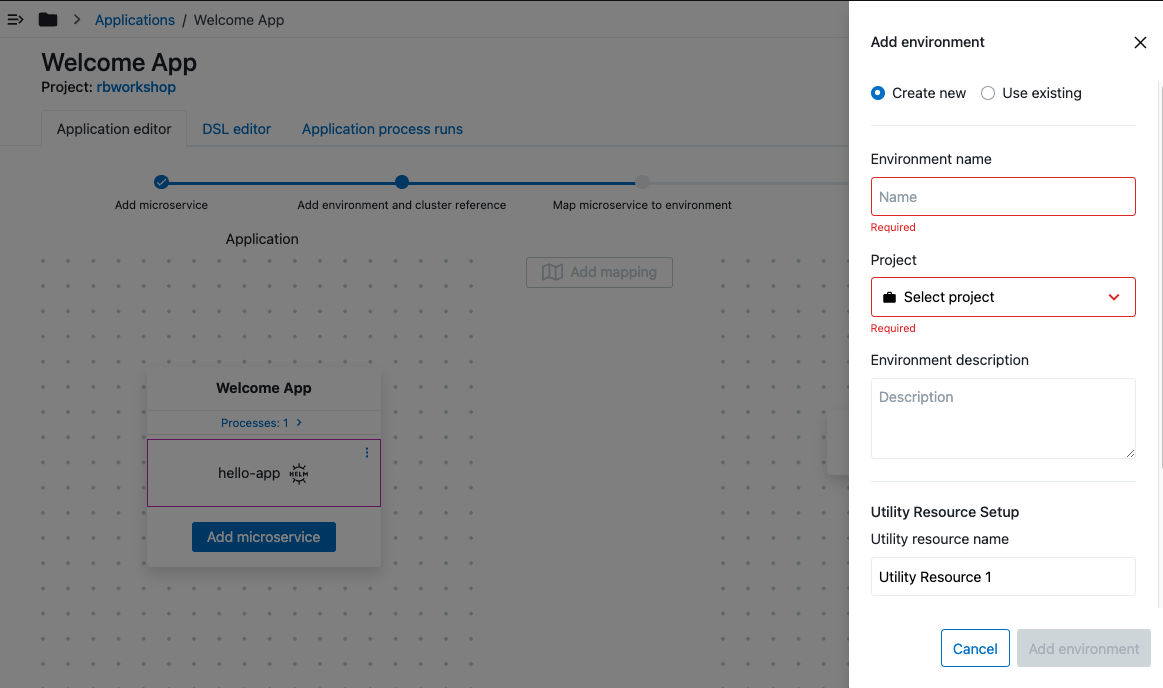 Applications / Welcome App
Welcome App
Project: rbworkshop
Application editor
DSL editor
Application process runs
Add microservice
Add environment and cluster reference
Map microservice to environment
Application
Add mapping
Welcome App
Processes: 1
hello-app HELM
Add microservice
Add environment
Create new
Use existing
Environment name
Name
Required
Project
Select project
Required
Environment description
Description
Utility Resource Setup
Utility resource name
Utility Resource 1
Cancel
Add environment